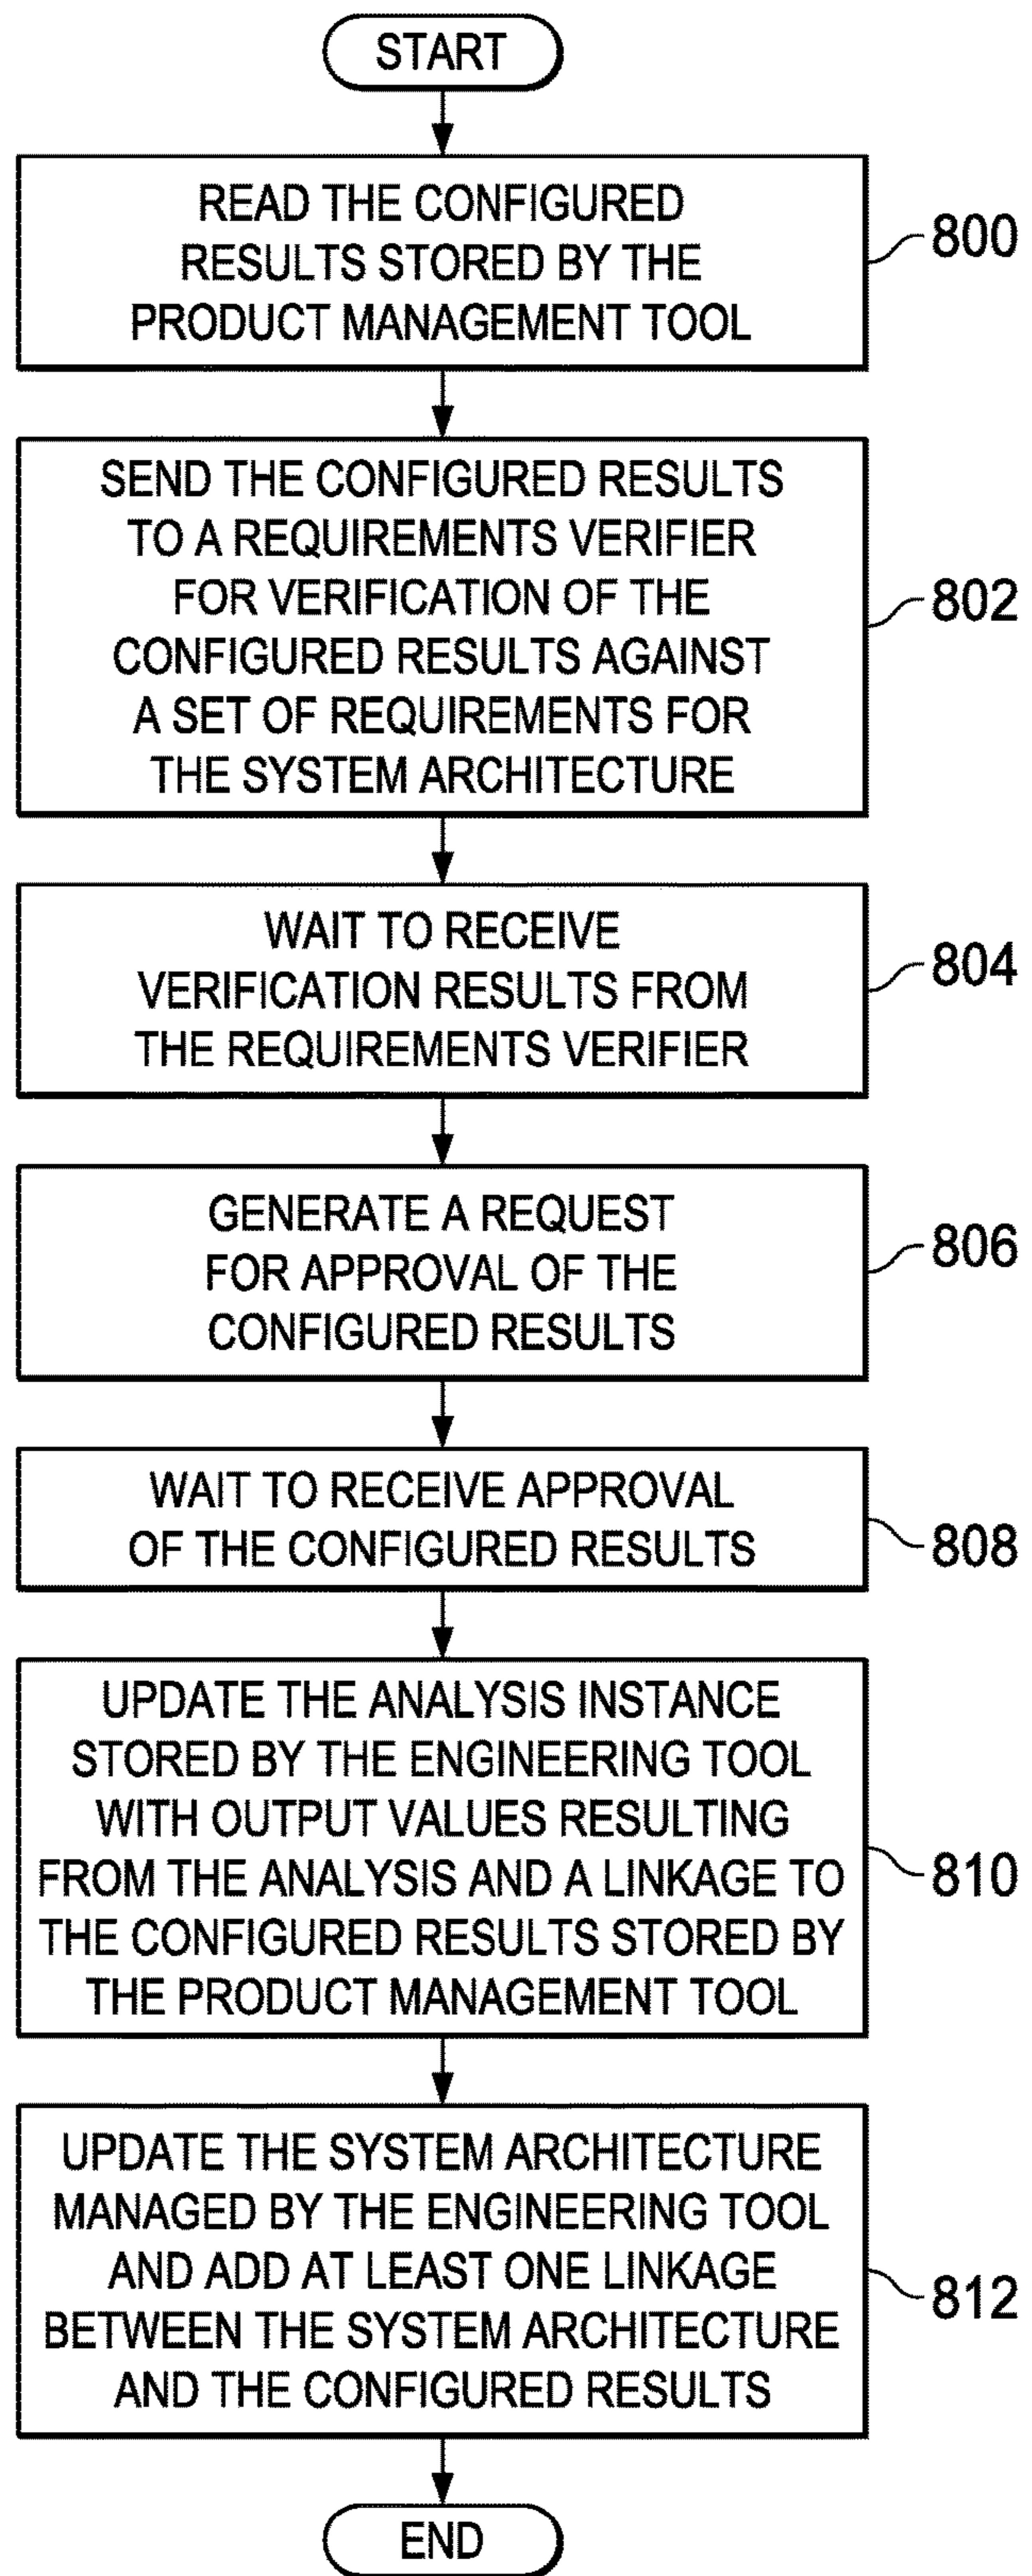 START
READ THE CONFIGURED
RESULTS STORED BY THE
PRODUCT MANAGEMENT TOOL
800
SEND THE CONFIGURED RESULTS
TO A REQUIREMENTS VERIFIER
FOR VERIFICATION OF THE
CONFIGURED RESULTS AGAINST
A SET OF REQUIREMENTS FOR
THE SYSTEM ARCHITECTURE
802
WAIT TO RECEIVE
VERIFICATION RESULTS FROM
THE REQUIREMENTS VERIFIER
804
GENERATE A REQUEST
FOR APPROVAL OF THE
CONFIGURED RESULTS
806
WAIT TO RECEIVE APPROVAL
OF THE CONFIGURED RESULTS
808
UPDATE THE ANALYSIS INSTANCE
STORED BY THE ENGINEERING TOOL
WITH OUTPUT VALUES RESULTING
FROM THE ANALYSIS AND A LINKAGE TO
THE CONFIGURED RESULTS STORED BY
THE PRODUCT MANAGEMENT TOOL
810
UPDATE THE SYSTEM ARCHITECTURE
MANAGED BY THE ENGINEERING TOOL
AND ADD AT LEAST ONE LINKAGE
BETWEEN THE SYSTEM ARCHITECTURE
AND THE CONFIGURED RESULTS
812
END